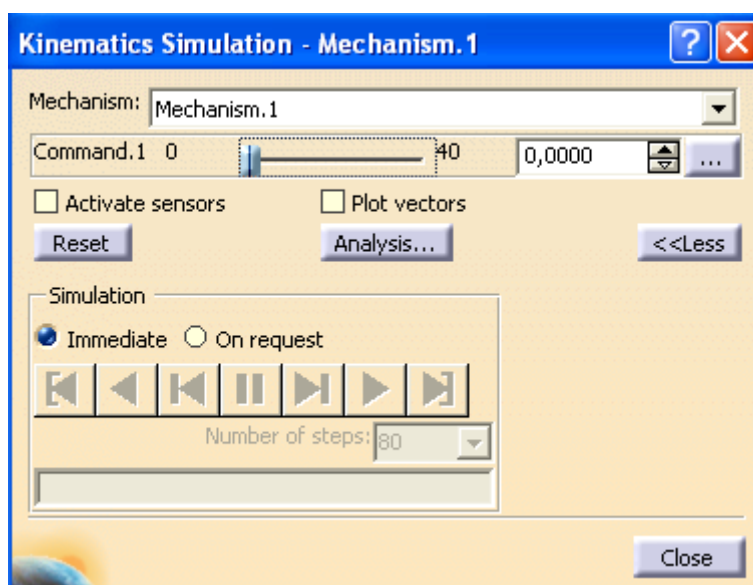 Kinematics Simulation - Mechanism.1
Mechanism: Mechanism.1
Command.1 0 40 0,0000 ...
Activate sensors Plot vectors
Reset Analysis... <<Less
Simulation
Immediate On request
Number of steps: 80
Close